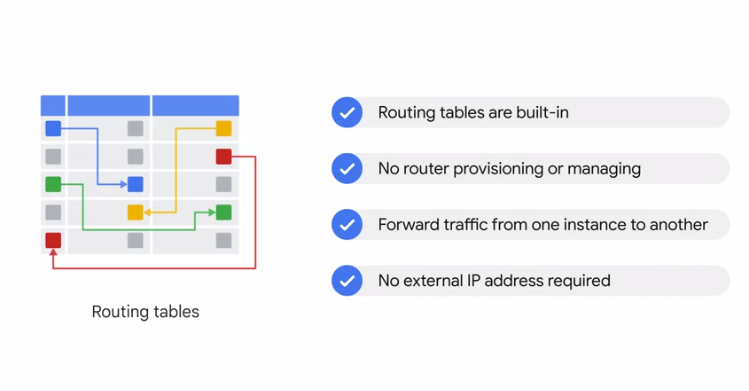 Routing tables are built-in
No router provisioning or managing
Forward traffic from one instance to another
No external IP address required
Routing tables